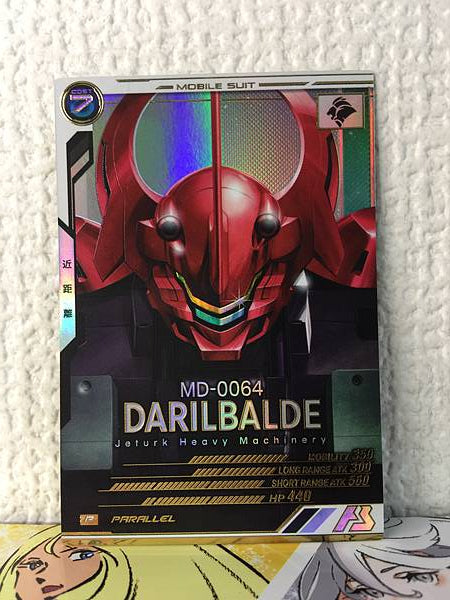 COST
7
MOBILE SUIT
近距離
MD-0064
DARILBALDE
Jeturk Heavy Machinery
MOBILITY 350
LONG RANGE ATK 300
SHORT RANGE ATK 560
HP 440
PARALLEL